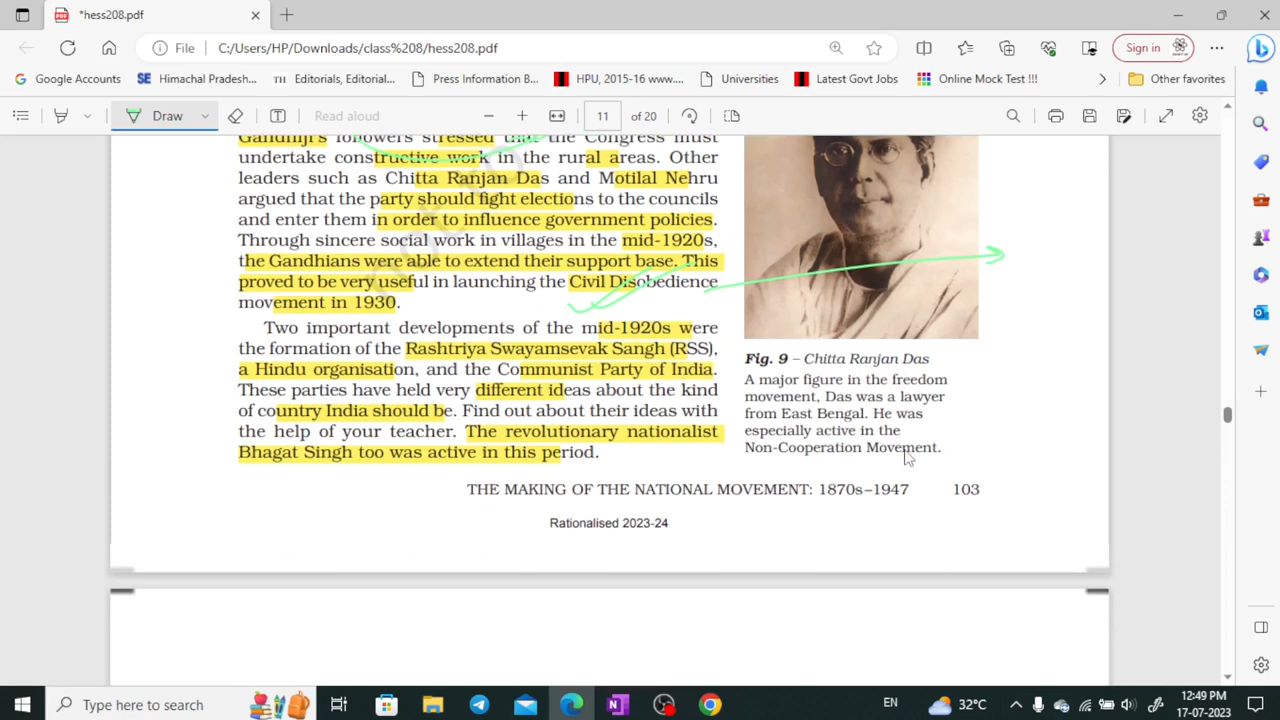 *hess208.pdf
File
C:/Users/HP/Downloads/class%208/hess208.pdf
Sign in
Google Accounts
SE Himachal Pradesh...
TH Editorials, Editorial...
Press Information B...
HPU, 2015-16 www....
Universities
Latest Govt Jobs
Online Mock Test !!!
Other favorites
Draw
Read aloud
11 of 20
Gandhiji's followers stressed that the Congress must
undertake constructive work in the rural areas. Other
leaders such as Chitta Ranjan Das and Motilal Nehru
argued that the party should fight elections to the councils
and enter them in order to influence government policies.
Through sincere social work in villages in the mid-1920s,
the Gandhians were able to extend their support base. This
proved to be very useful in launching the Civil Disobedience
movement in 1930.
Two important developments of the mid-1920s were
the formation of the Rashtriya Swayamsevak Sangh (RSS),
a Hindu organisation, and the Communist Party of India.
These parties have held very different ideas about the kind
of country India should be. Find out about their ideas with
the help of your teacher. The revolutionary nationalist
Bhagat Singh too was active in this period.
Fig. 9 – Chitta Ranjan Das
A major figure in the freedom
movement, Das was a lawyer
from East Bengal. He was
especially active in the
Non-Cooperation Movement.
THE MAKING OF THE NATIONAL MOVEMENT: 1870s–1947 103
Rationalised 2023-24
Type here to search
32°C
EN
12:49 PM
17-07-2023